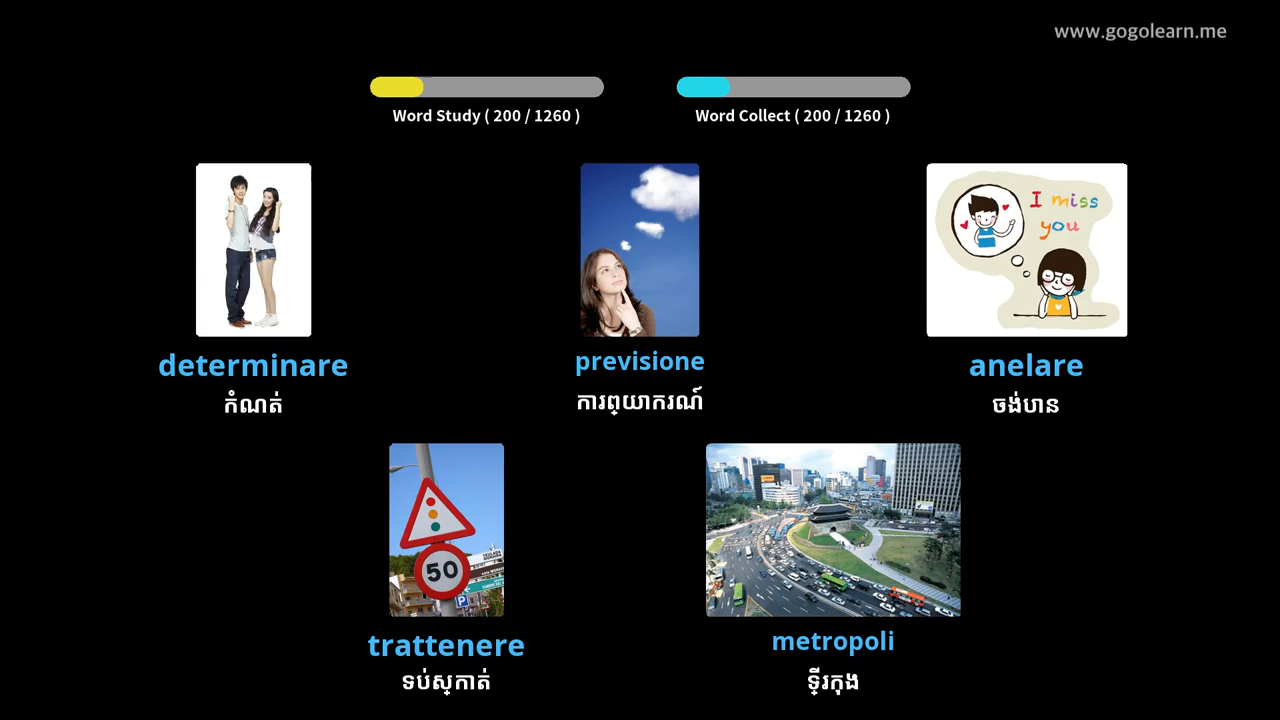 www.gogolearn.me
Word Study ( 200 / 1260 )
Word Collect ( 200 / 1260 )
I miss
you
determinare
កំណត់
previsione
ការព្យាករណ៍
anelare
ចង់បាន
50
P
trattenere
ទប់ស្កាត់
metropoli
ទីក្រុង